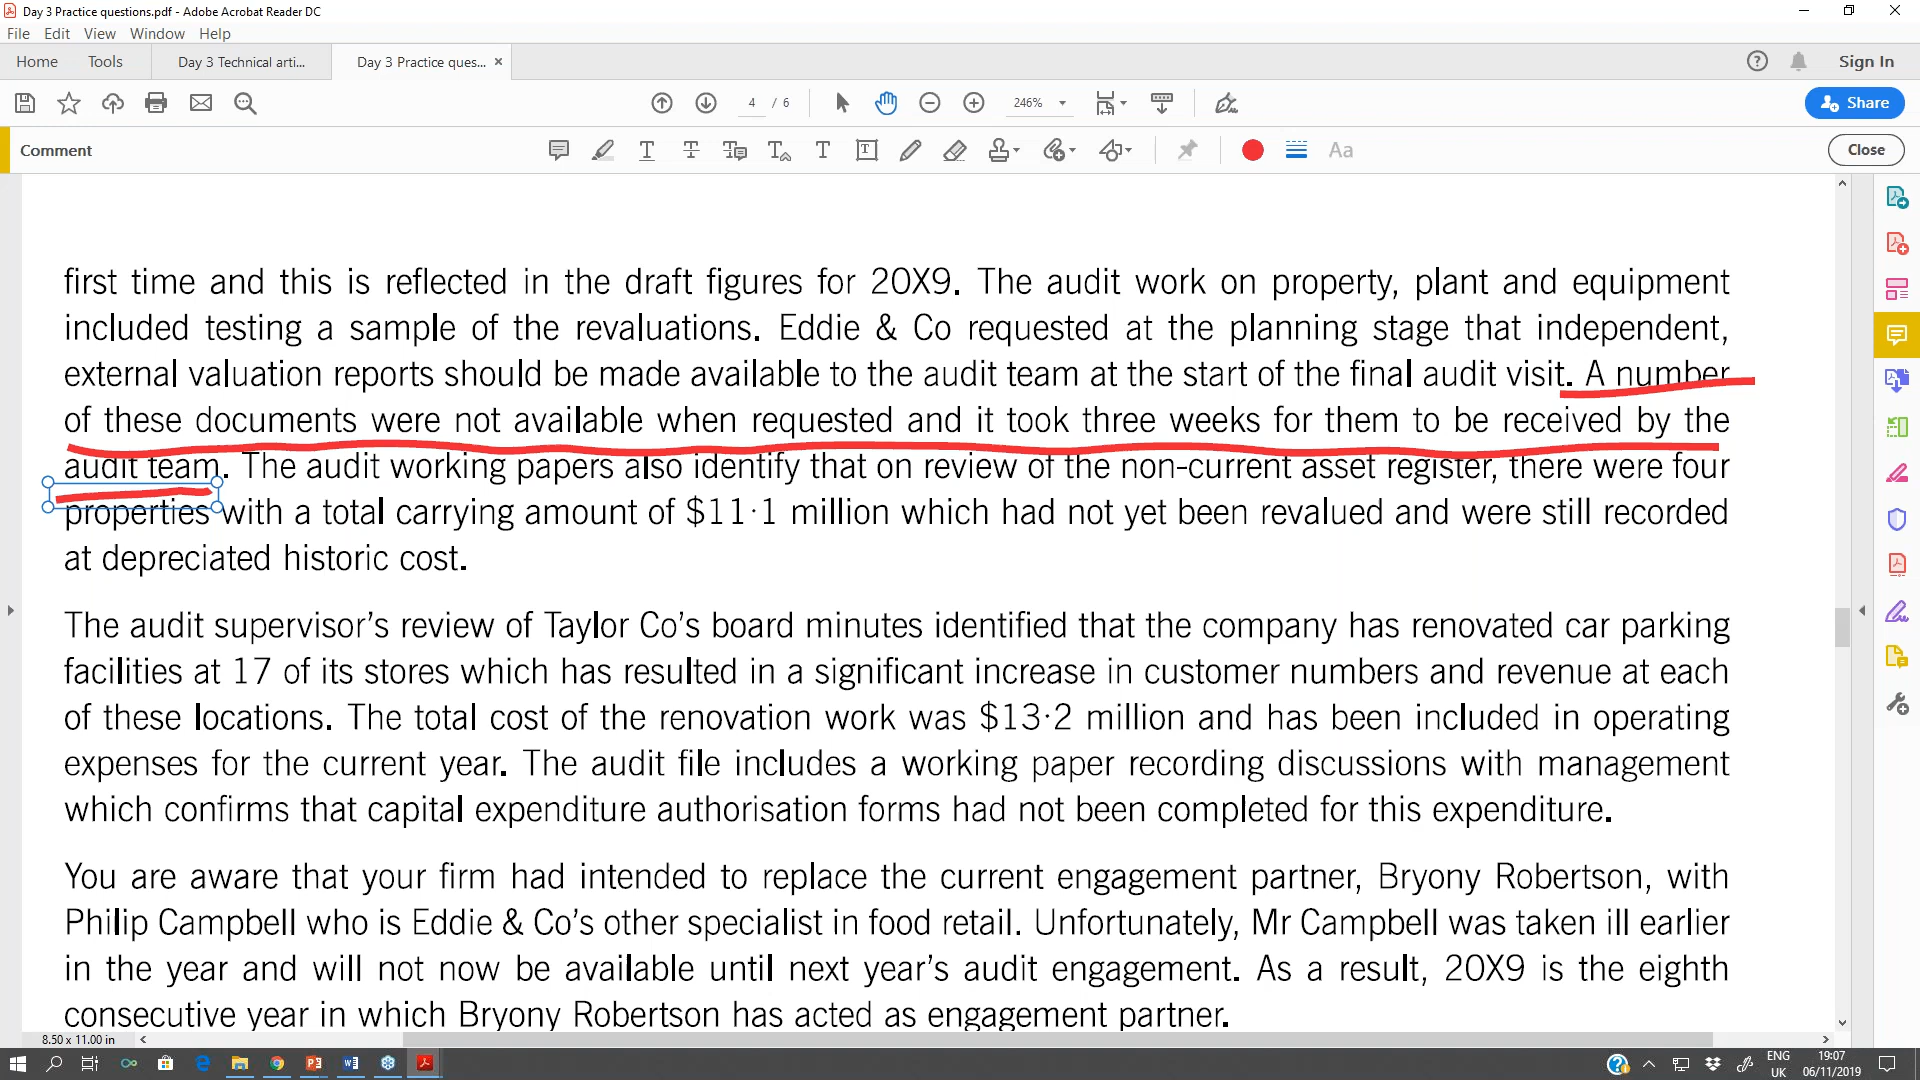 Day 3 Practice questions.pdf - Adobe Acrobat Reader DC
File Edit View Window Help
Home Tools Day 3 Technical arti... Day 3 Practice ques... × Sign In
4 / 6 246% Share
Comment T T T T T Aa Close
first time and this is reflected in the draft figures for 20X9. The audit work on property, plant and equipment
included testing a sample of the revaluations. Eddie & Co requested at the planning stage that independent,
external valuation reports should be made available to the audit team at the start of the final audit visit. A number
of these documents were not available when requested and it took three weeks for them to be received by the
audit team. The audit working papers also identify that on review of the non-current asset register, there were four
properties with a total carrying amount of $11·1 million which had not yet been revalued and were still recorded
at depreciated historic cost.
The audit supervisor’s review of Taylor Co’s board minutes identified that the company has renovated car parking
facilities at 17 of its stores which has resulted in a significant increase in customer numbers and revenue at each
of these locations. The total cost of the renovation work was $13·2 million and has been included in operating
expenses for the current year. The audit file includes a working paper recording discussions with management
which confirms that capital expenditure authorisation forms had not been completed for this expenditure.
You are aware that your firm had intended to replace the current engagement partner, Bryony Robertson, with
Philip Campbell who is Eddie & Co’s other specialist in food retail. Unfortunately, Mr Campbell was taken ill earlier
in the year and will not now be available until next year’s audit engagement. As a result, 20X9 is the eighth
consecutive year in which Bryony Robertson has acted as engagement partner.
8.50 x 11.00 in
ENG 19:07
UK 06/11/2019